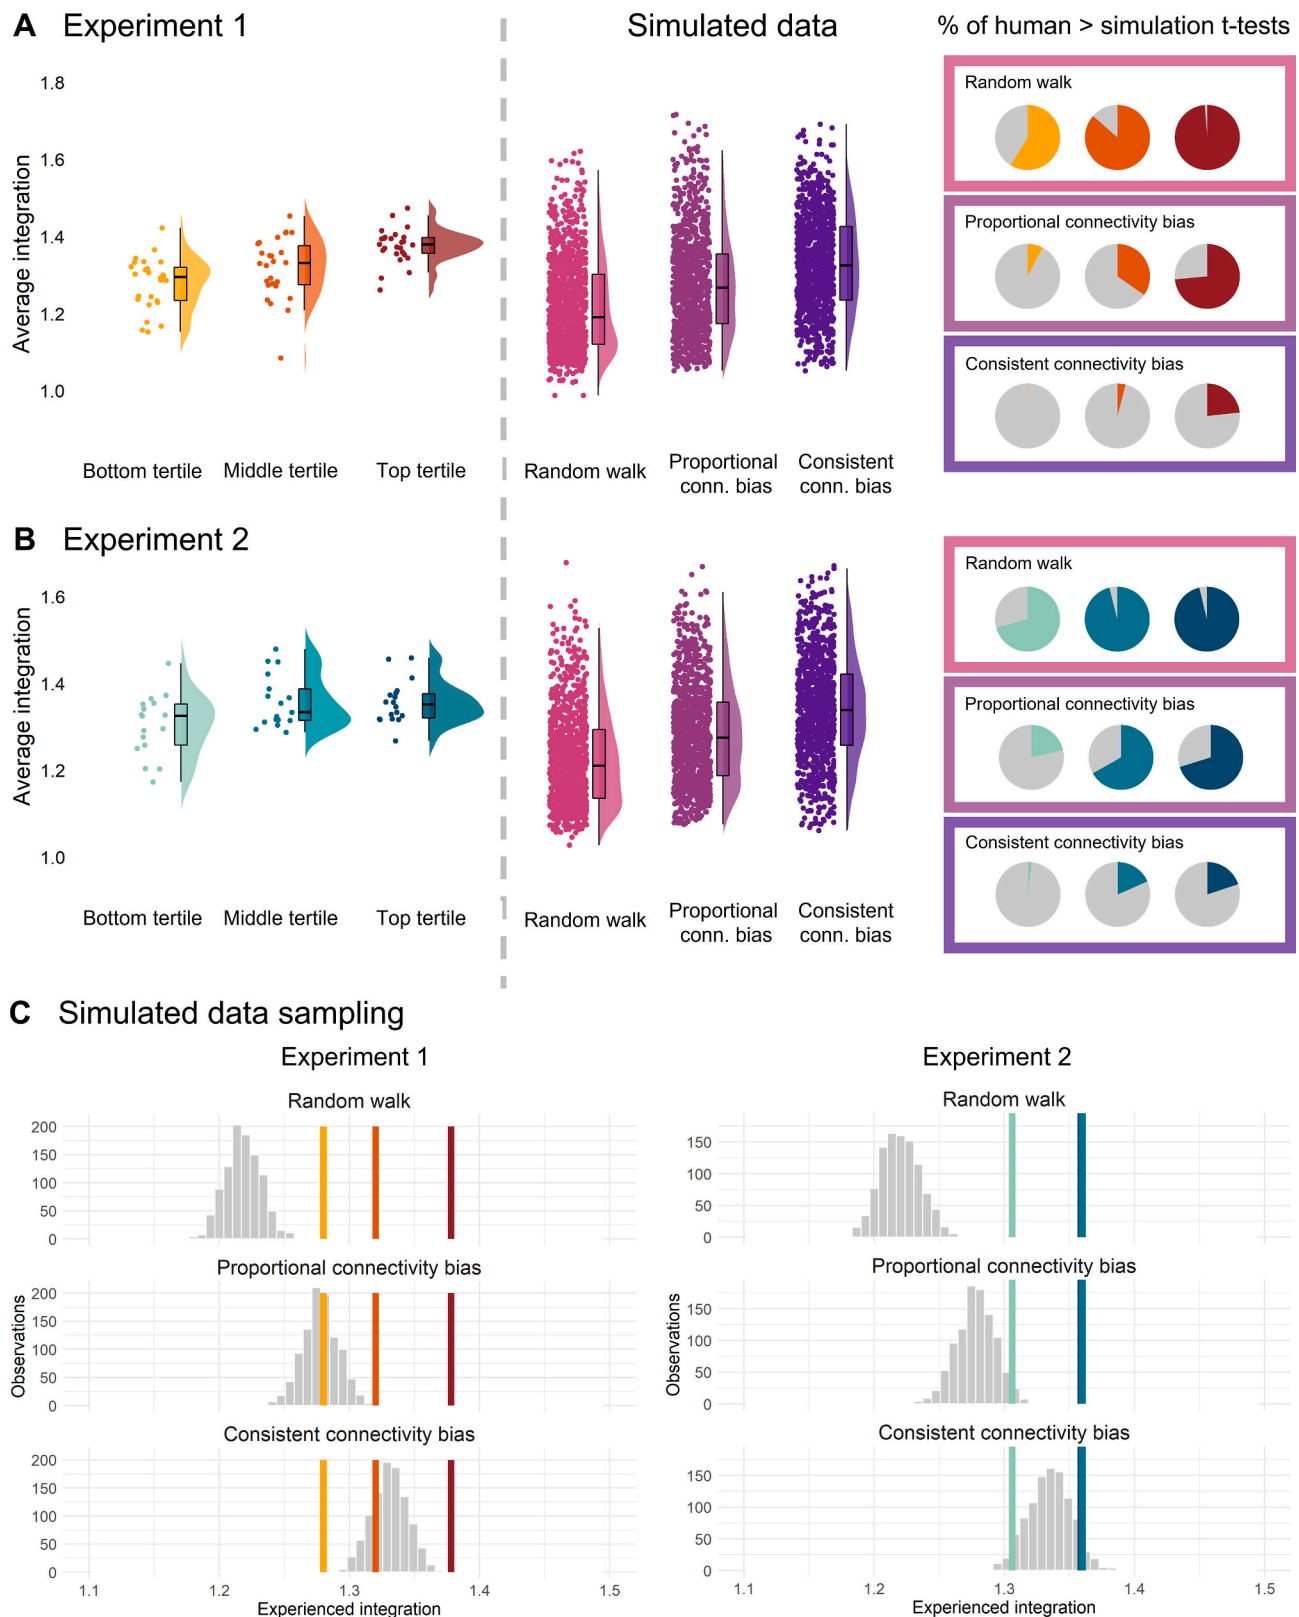 A Experiment 1
Simulated data
% of human > simulation t-tests
Average integration
1.8
1.6
1.4
1.2
1.0
Bottom tertile
Middle tertile
Top tertile
Random walk
Proportional
conn. bias
Consistent
conn. bias
Random walk
Proportional connectivity bias
Consistent connectivity bias
B Experiment 2
Average integration
1.6
1.4
1.2
1.0
Bottom tertile
Middle tertile
Top tertile
Random walk
Proportional
conn. bias
Consistent
conn. bias
Random walk
Proportional connectivity bias
Consistent connectivity bias
C Simulated data sampling
Experiment 1
Observations
Random walk
200
150
100
50
0
Proportional connectivity bias
200
150
100
50
0
Consistent connectivity bias
200
150
100
50
0
1.1 1.2 1.3 1.4 1.5
Experienced integration
Experiment 2
Observations
Random walk
150
100
50
0
Proportional connectivity bias
150
100
50
0
Consistent connectivity bias
150
100
50
0
1.1 1.2 1.3 1.4 1.5
Experienced integration